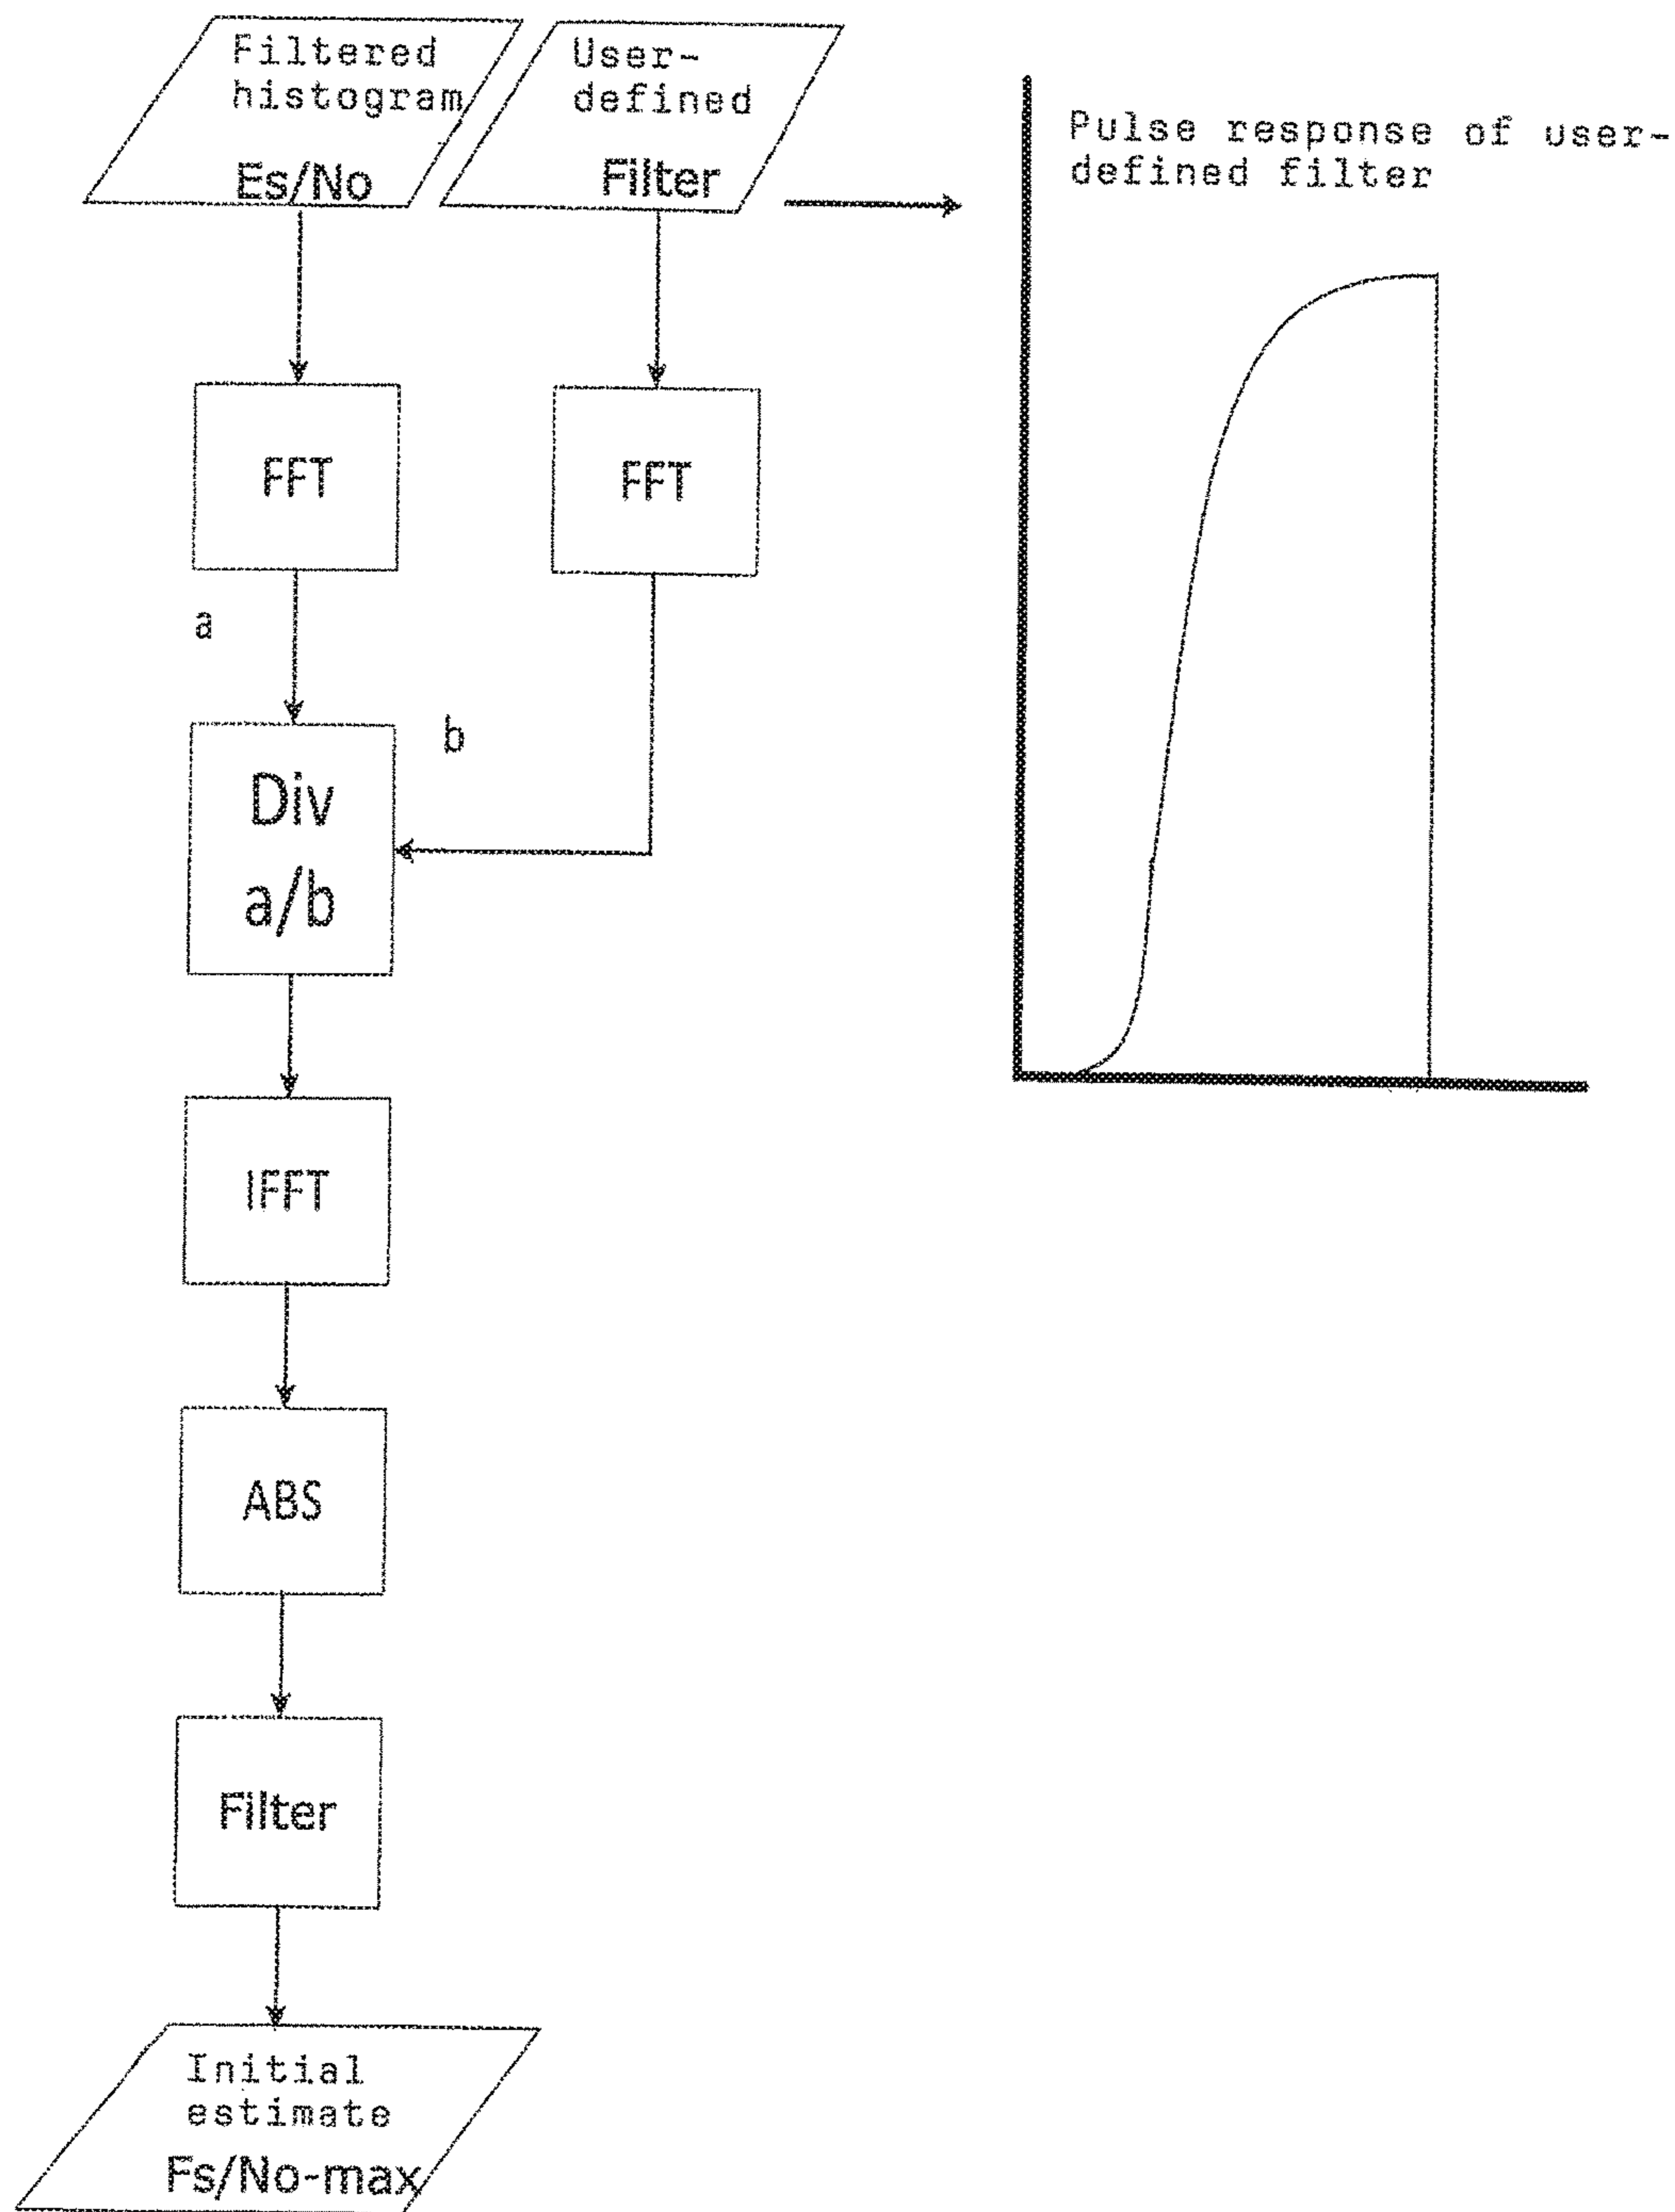 Filtered
histogram
Es/No
User-
defined
Filter
Pulse response of user-
defined filter
FFT
FFT
a
b
Div
a/b
IFFT
ABS
Filter
Initial
estimate
Fs/No-max